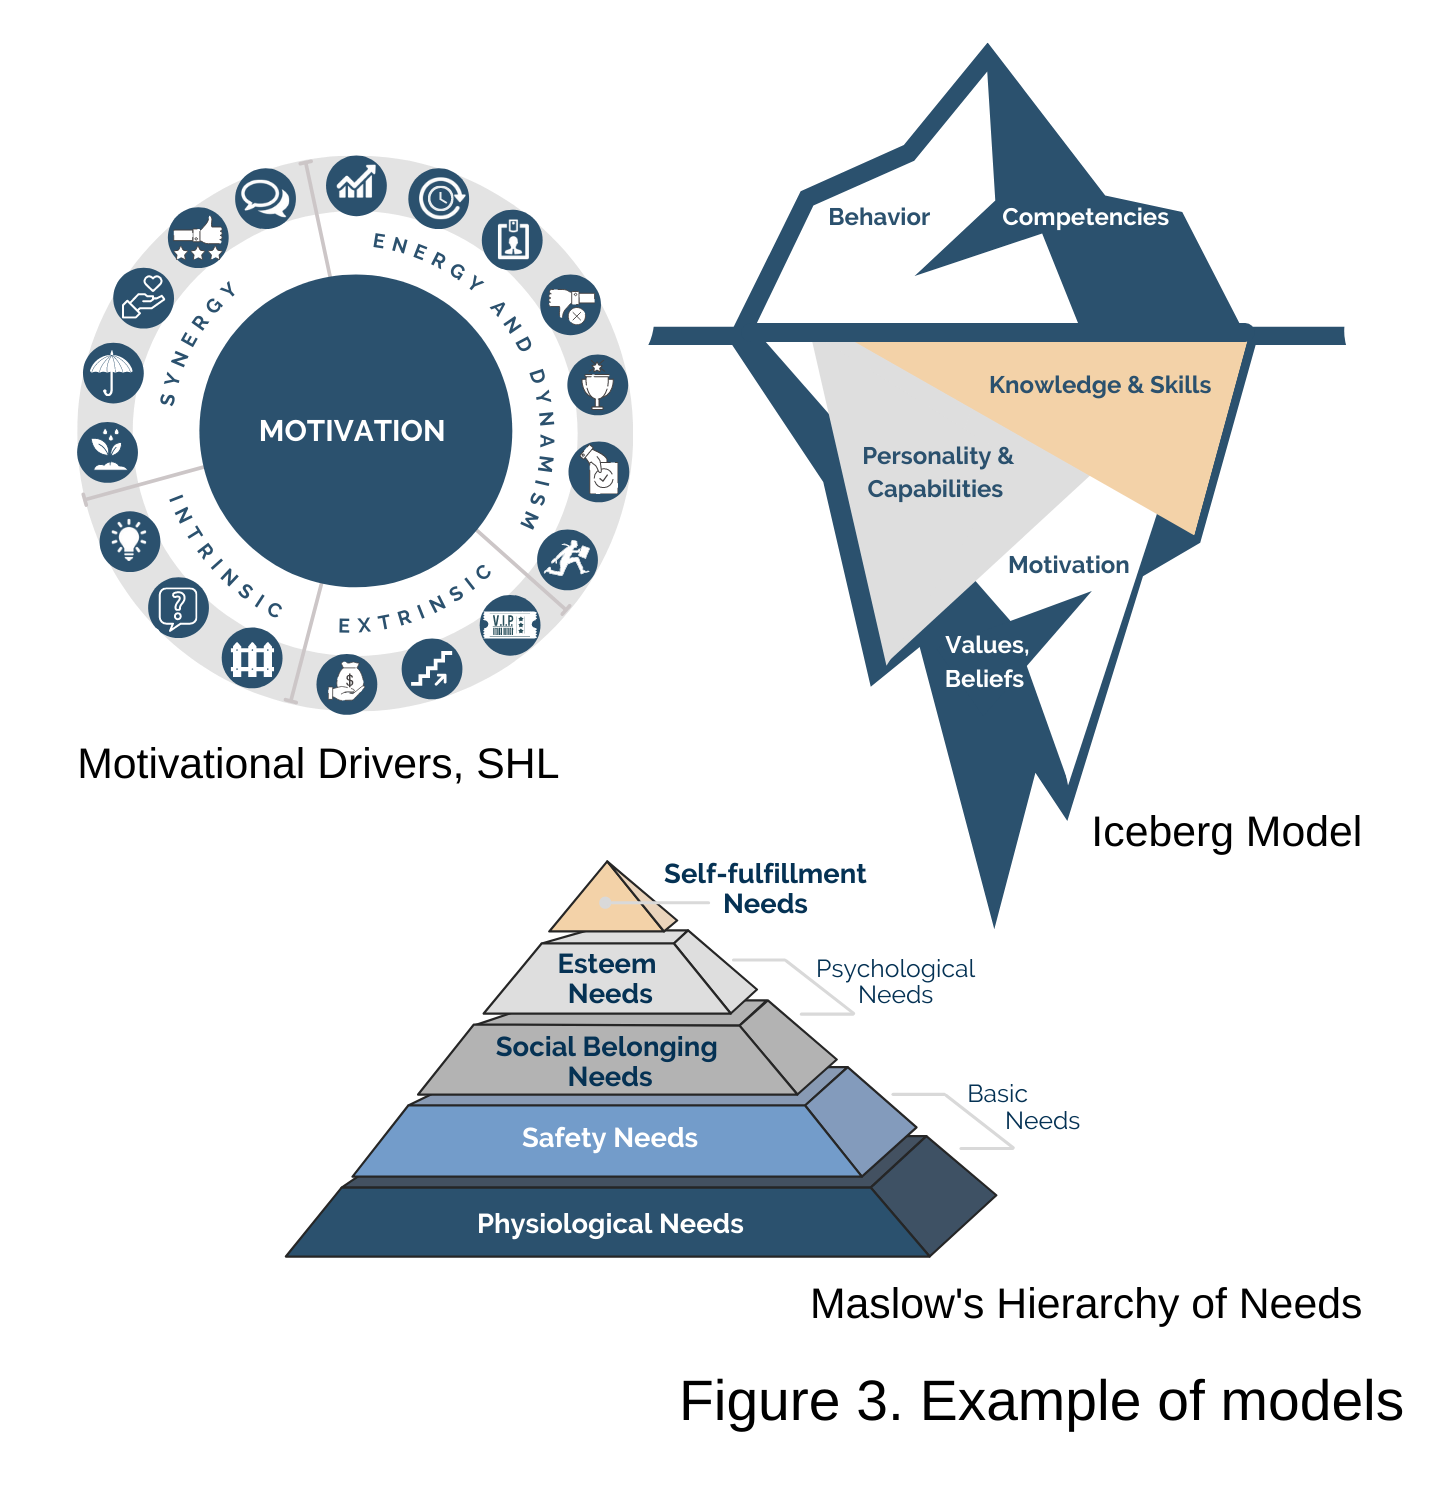 SYNERGY
ENERGY AND DYNAMISM
MOTIVATION
INTRINSIC
EXTRINSIC
V.I.P
$
?
Motivational Drivers, SHL
Behavior
Competencies
Knowledge & Skills
Personality &
Capabilities
Motivation
Values,
Beliefs
Iceberg Model
Self-fulfillment
Needs
Esteem
Needs
Psychological
Needs
Social Belonging
Needs
Basic
Needs
Safety Needs
Physiological Needs
Maslow's Hierarchy of Needs
Figure 3. Example of models